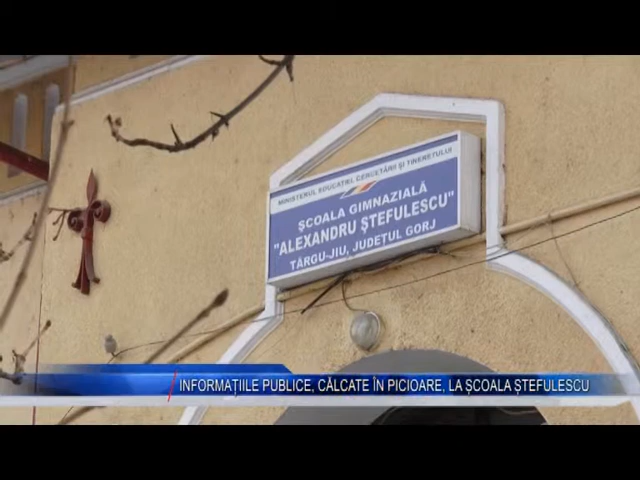 MINISTERUL EDUCAȚIEI CERCETĂRII ȘI TINERETULUI
ȘCOALA GIMNAZIALĂ
"ALEXANDRU ȘTEFULESCU"
TÂRGU-JIU, JUDEȚUL GORJ
INFORMAȚIILE PUBLICE, CĂLCATE ÎN PICIOARE, LA ȘCOALA ȘTEFULESCU